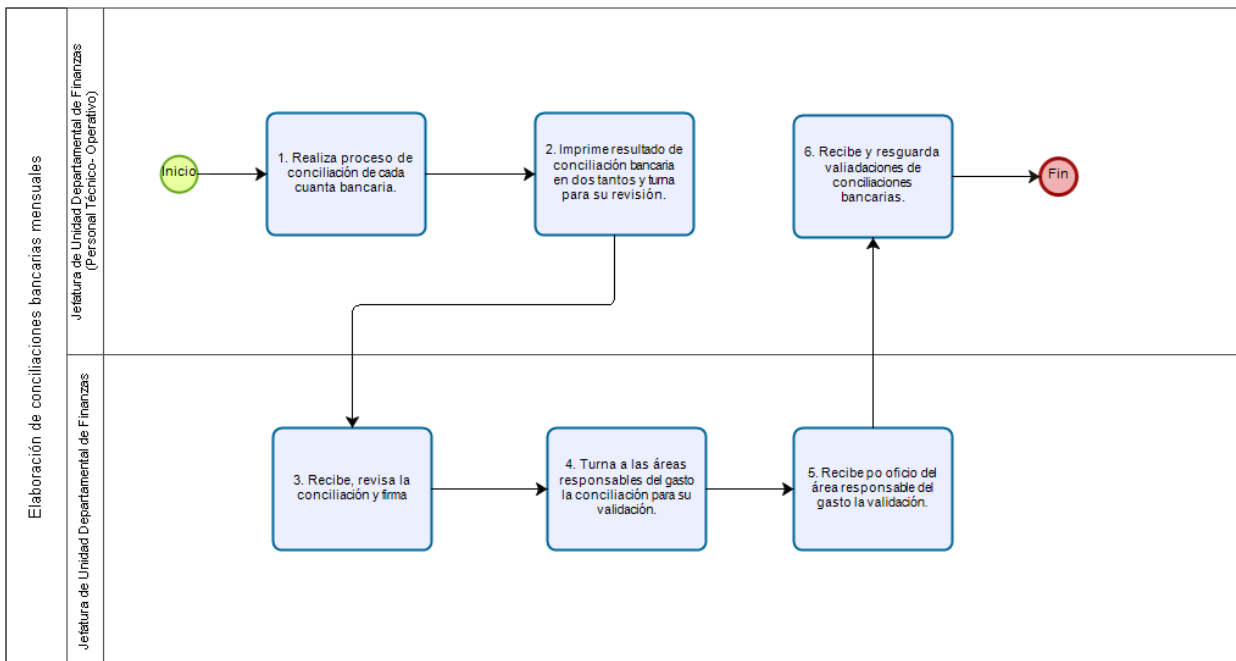 Elaboración de conciliaciones bancarias mensuales
Jefatura de Unidad Departamental de Finanzas
(Personal Técnico- Operativo)
Inicio
1. Realiza proceso de
conciliación de cada
cuanta bancaria.
2. Imprime resultado de
conciliación bancaria
en dos tantos y turna
para su revisión.
6. Recibe y resguarda
valiadaciones de
conciliaciones
bancarias.
Fin
Jefatura de Unidad Departamental de Finanzas
3. Recibe, revisa la
conciliación y firma
4. Turna a las áreas
responsables del gasto
la conciliación para su
validación.
5. Recibe po oficio del
área responsable del
gasto la validación.